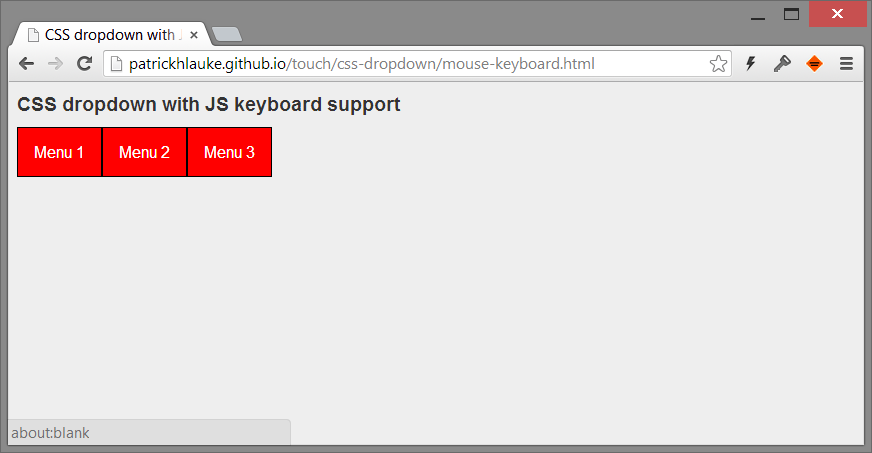 CSS dropdown with J
patrickhlauke.github.io/touch/css-dropdown/mouse-keyboard.html
CSS dropdown with JS keyboard support
Menu 1 Menu 2 Menu 3
about:blank